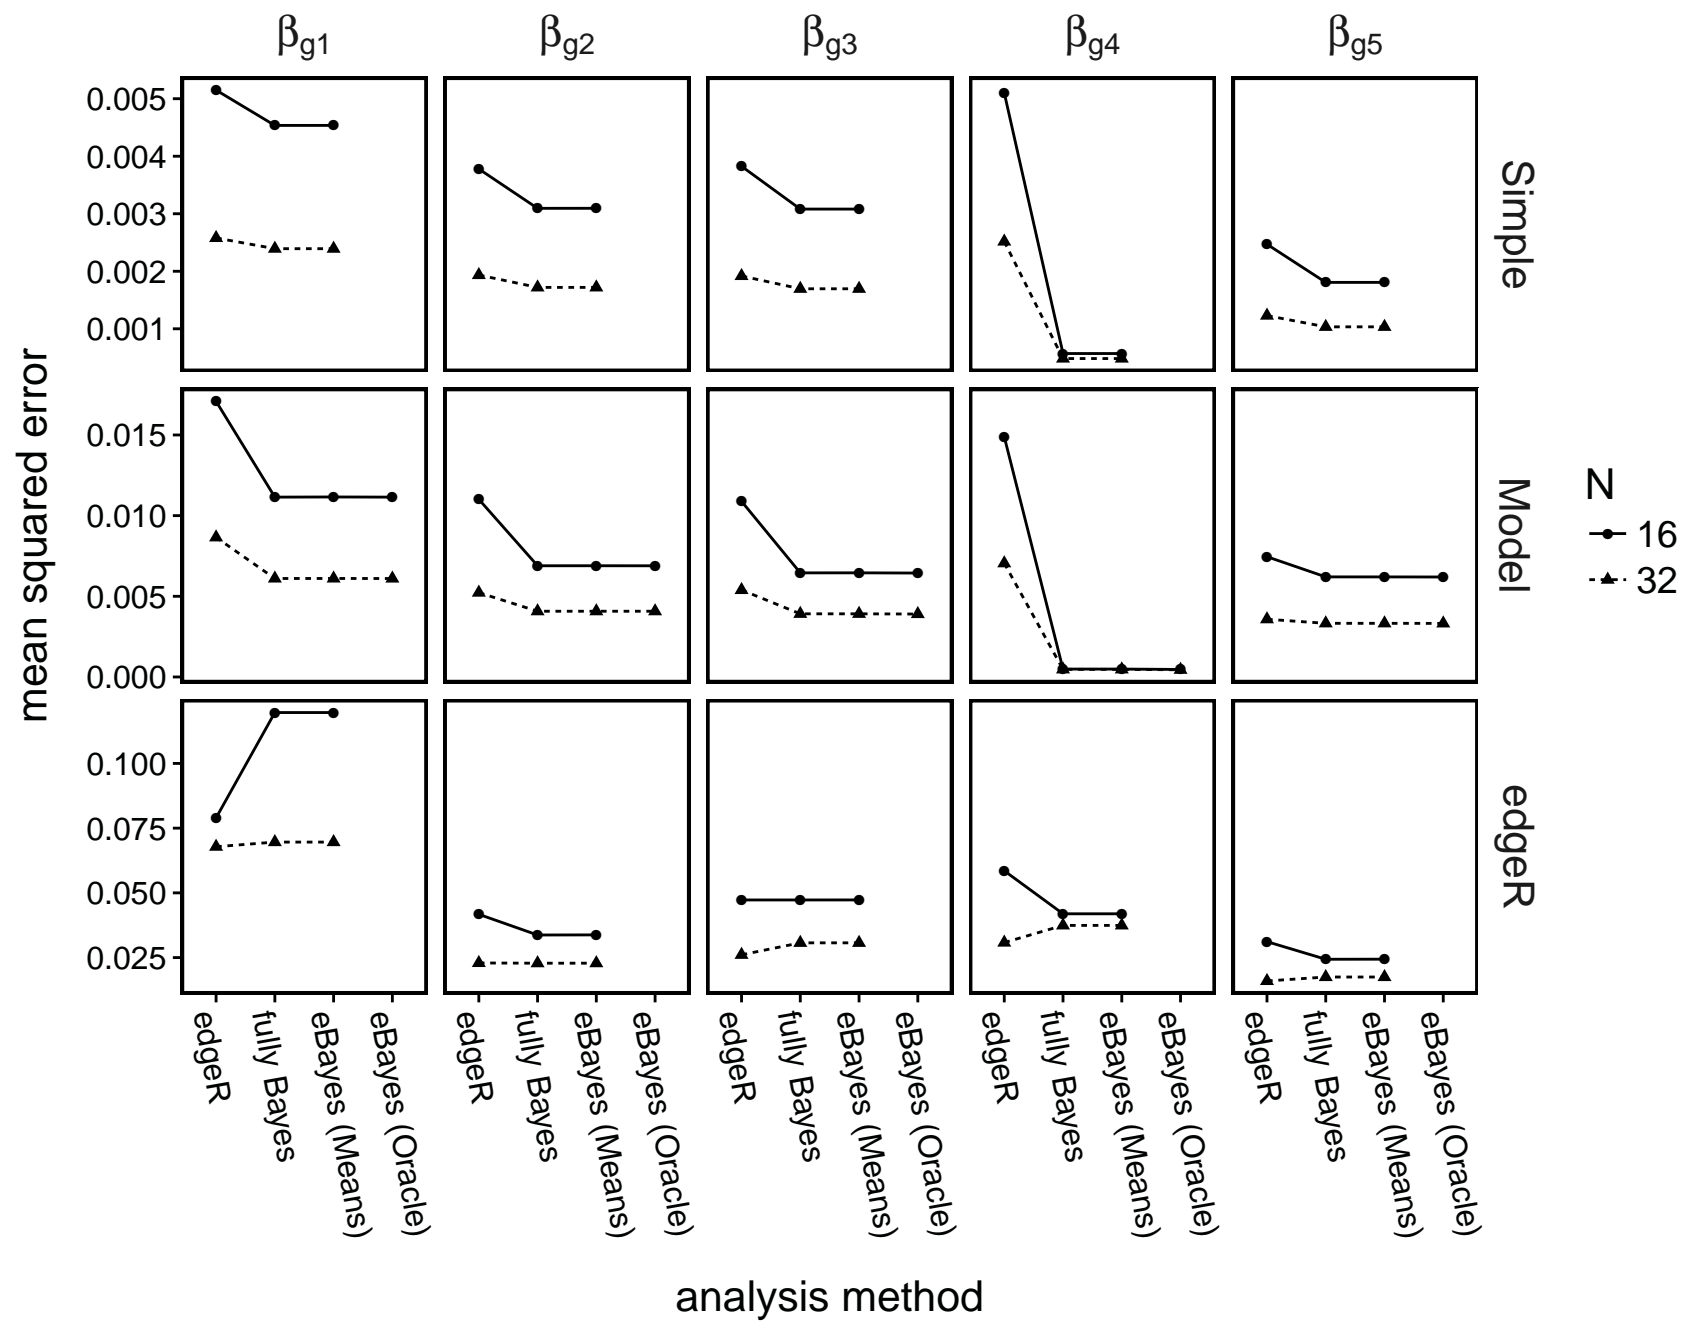 βg1 βg2 βg3 βg4 βg5
0.005
0.004
0.003
0.002
0.001
Simple
0.015
0.010
0.005
0.000
Model
0.100
0.075
0.050
0.025
edgeR
mean squared error
N
16
32
edgeR
fully Bayes
eBayes (Means)
eBayes (Oracle)
edgeR
fully Bayes
eBayes (Means)
eBayes (Oracle)
edgeR
fully Bayes
eBayes (Means)
eBayes (Oracle)
edgeR
fully Bayes
eBayes (Means)
eBayes (Oracle)
edgeR
fully Bayes
eBayes (Means)
eBayes (Oracle)
analysis method